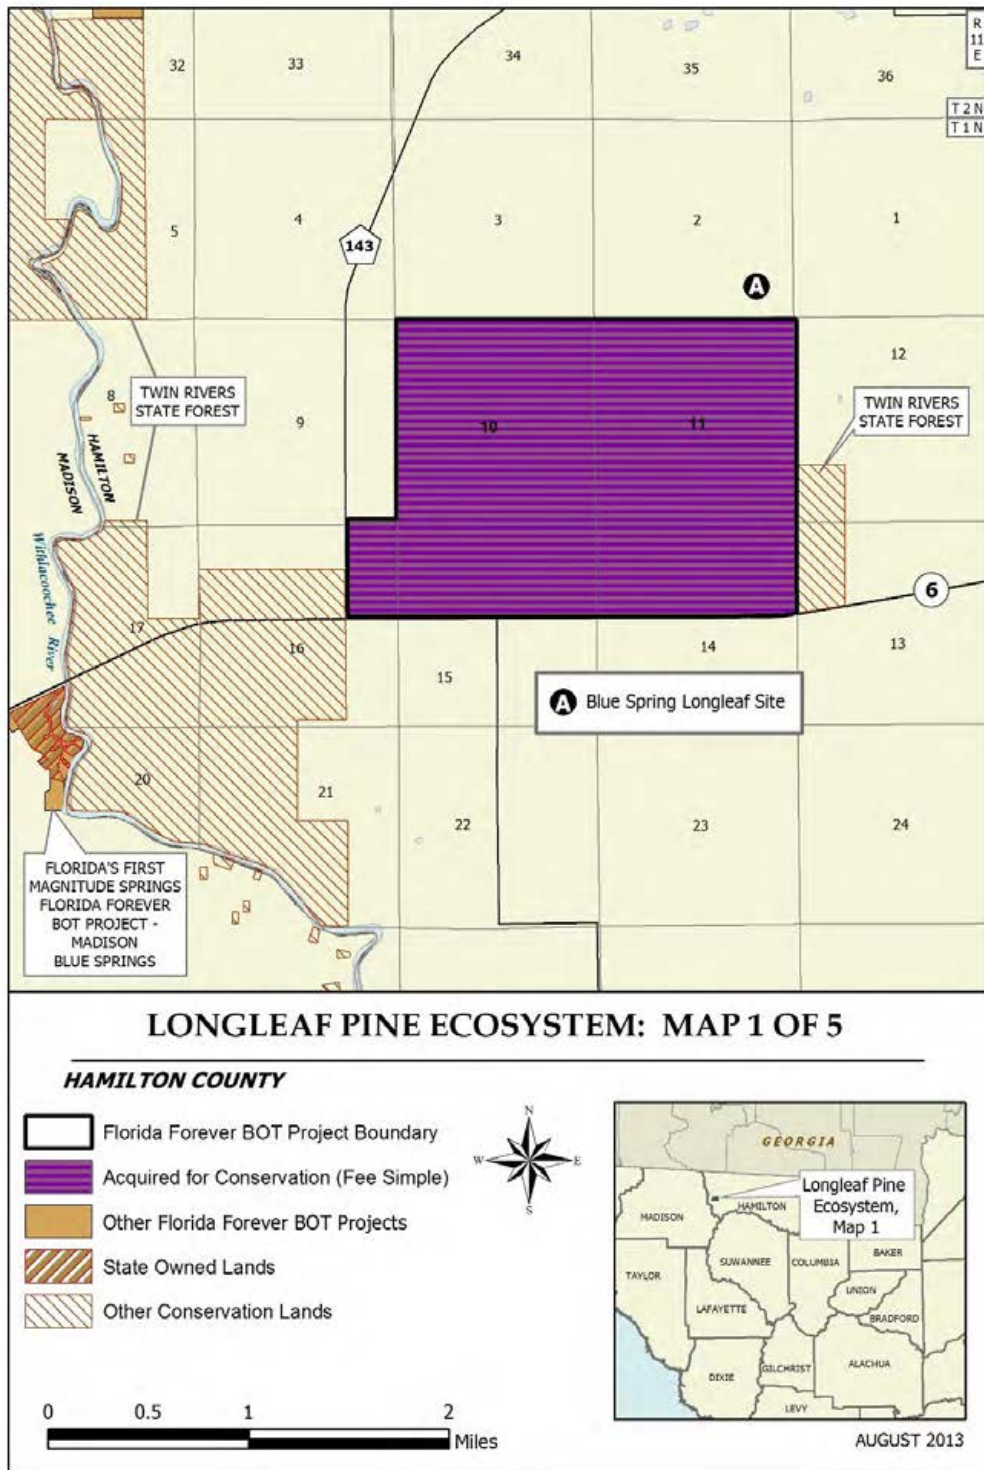 R
11
E
32
33
34
35
36
T 2 N
T 1 N
5
4
3
2
1
143
A
12
8
TWIN RIVERS
STATE FOREST
9
10
11
TWIN RIVERS
STATE FOREST
HAMILTON
MADISON
Withlacoochee River
6
17
16
15
14
13
A Blue Spring Longleaf Site
20
21
22
23
24
FLORIDA'S FIRST
MAGNITUDE SPRINGS
FLORIDA FOREVER
BOT PROJECT -
MADISON
BLUE SPRINGS
LONGLEAF PINE ECOSYSTEM: MAP 1 OF 5
HAMILTON COUNTY
Florida Forever BOT Project Boundary
Acquired for Conservation (Fee Simple)
Other Florida Forever BOT Projects
State Owned Lands
Other Conservation Lands
N
W
E
S
0
0.5
1
2
Miles
GEORGIA
Longleaf Pine
Ecosystem,
Map 1
MADISON
HAMILTON
BAKER
TAYLOR
SUWANNEE
COLUMBIA
UNION
LAFAYETTE
BRADFORD
GILCHRIST
ALACHUA
DIXIE
LEVY
AUGUST 2013